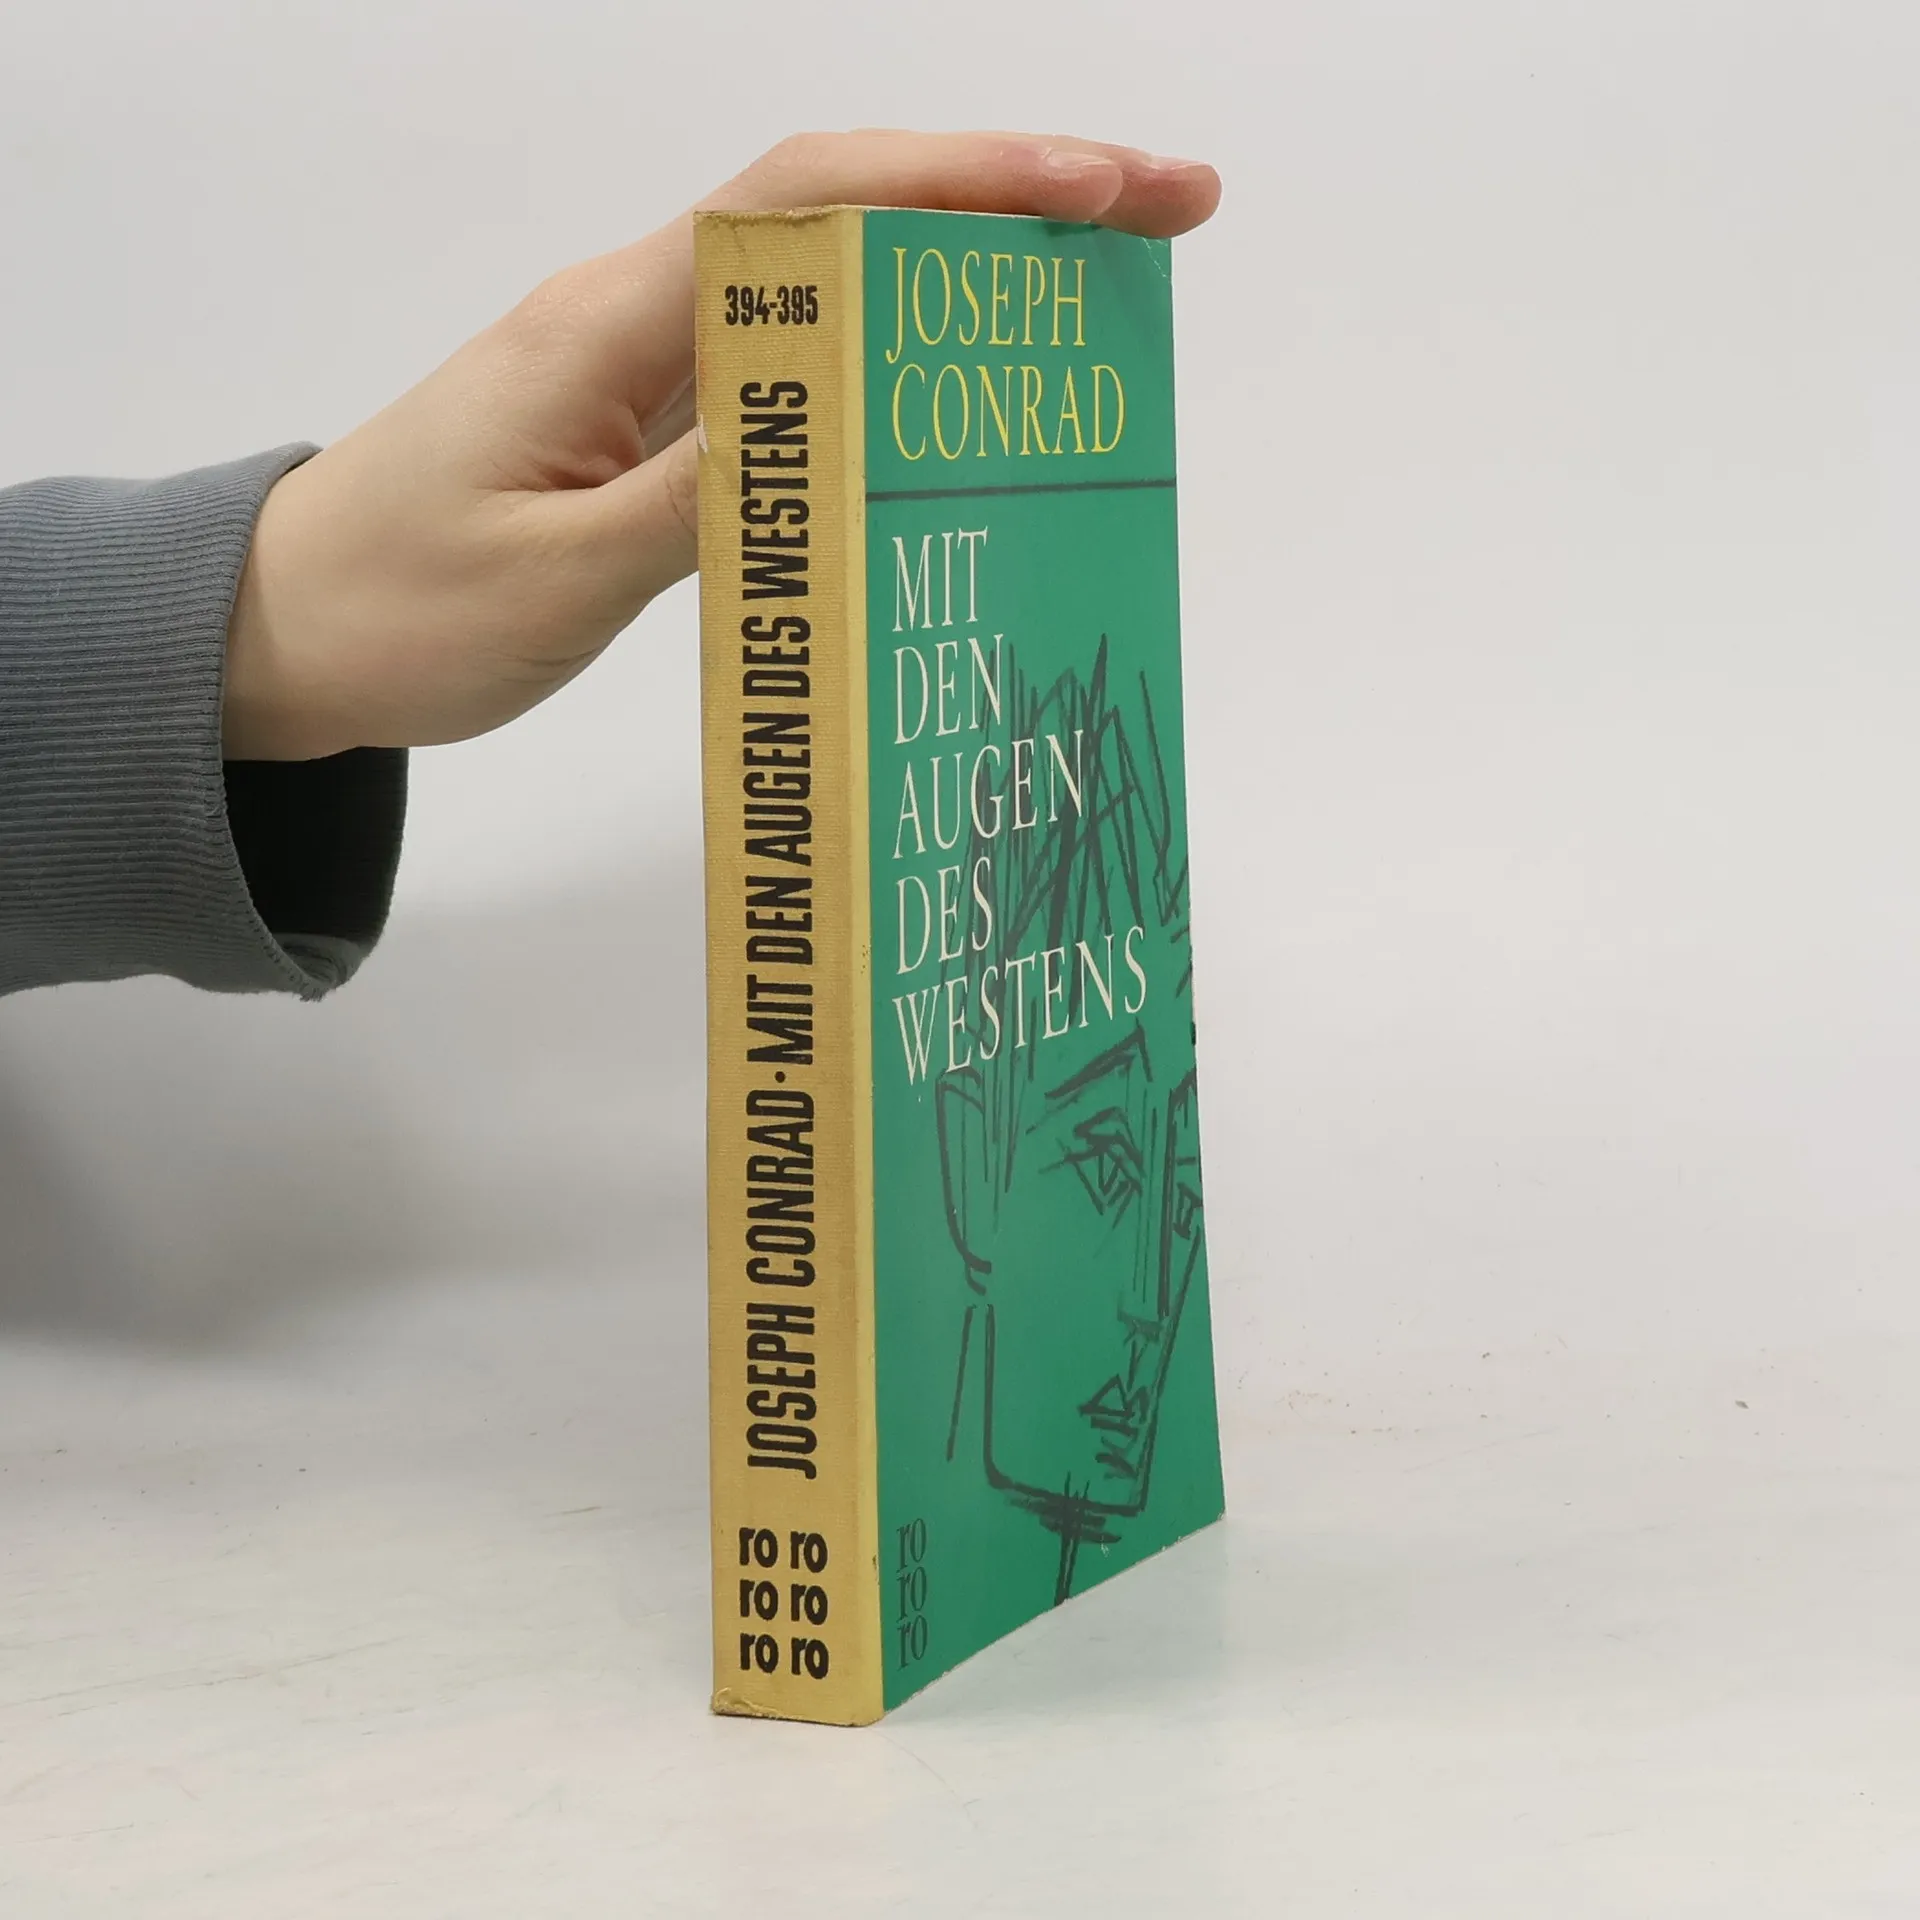 394-395
JOSEPH CONRAD · MIT DEN AUGEN DES WESTENS
ro ro
ro ro
ro ro
JOSEPH
CONRAD
MIT
DEN
AUGEN
DES
WESTENS
ro
ro
ro